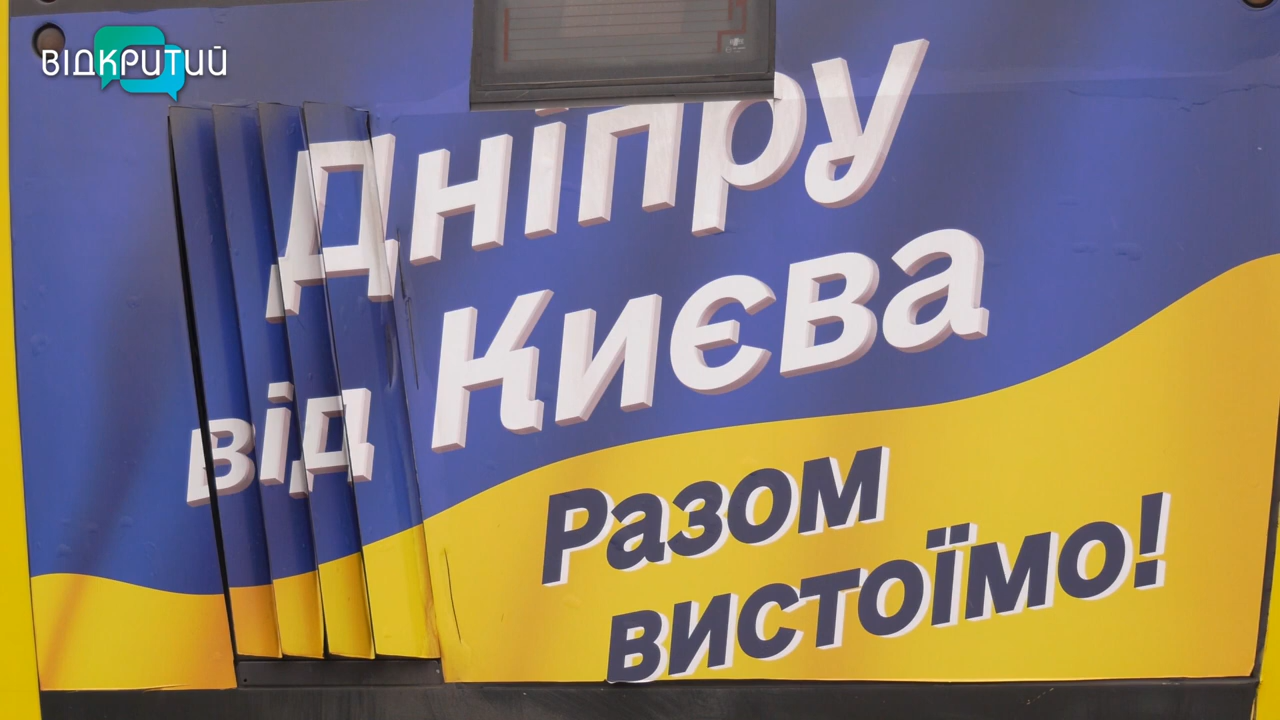 ВІДКРИТИЙ
Дніпру
від Києва
Разом
вистоїмо!